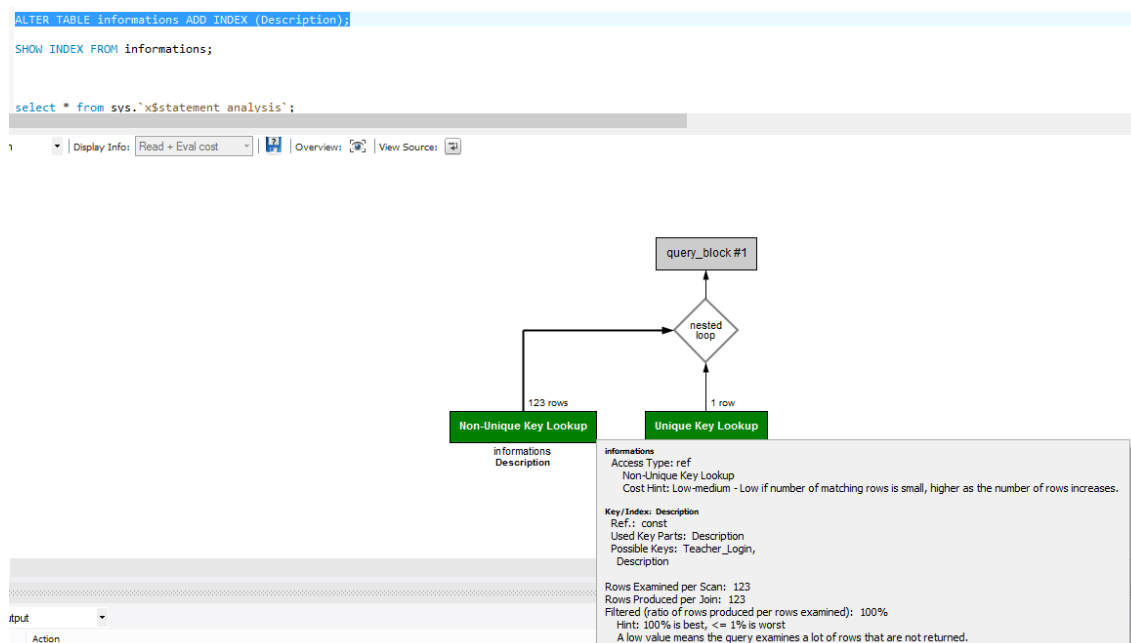 ALTER TABLE informations ADD INDEX (Description);
SHOW INDEX FROM informations;
select * from sys.`x$statement_analysis`;
Display Info: Read + Eval cost Overview: View Source:
query_block #1
nested
loop
123 rows 1 row
Non-Unique Key Lookup Unique Key Lookup
informations
Description
informations
Access Type: ref
Non-Unique Key Lookup
Cost Hint: Low-medium - Low if number of matching rows is small, higher as the number of rows increases.
Key/Index: Description
Ref.: const
Used Key Parts: Description
Possible Keys: Teacher_Login,
Description
Rows Examined per Scan: 123
Rows Produced per Join: 123
Filtered (ratio of rows produced per rows examined): 100%
Hint: 100% is best, <= 1% is worst
A low value means the query examines a lot of rows that are not returned.
Action